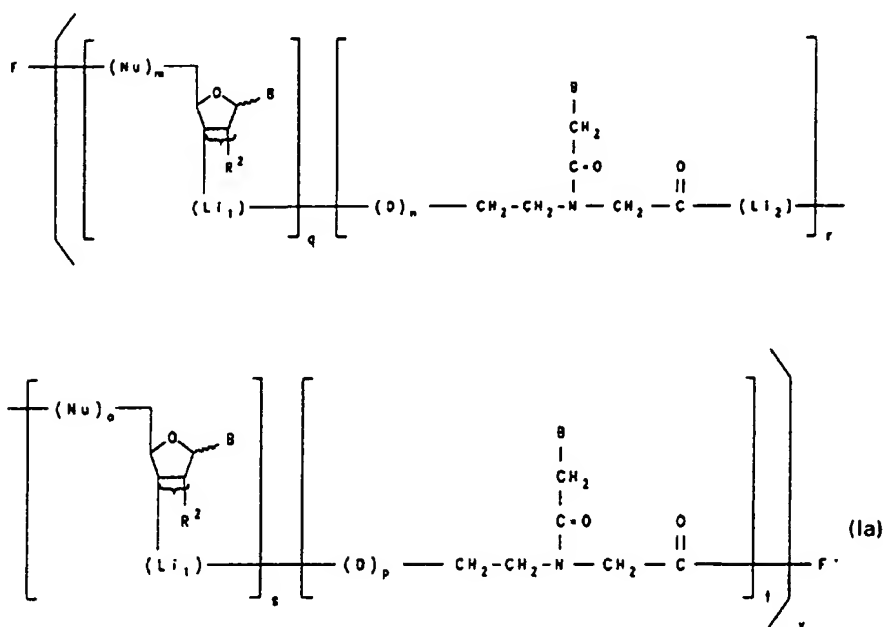 F (Nu)m
B
O B
CH2
R² C=O O
(Li1) (D)n CH2-CH2-N-CH2-C (Li2)
q r
(Nu)o
B
O B
CH2
R² C=O O
(Ia)
(Li1) (D)p CH2-CH2-N-CH2-C F'
s t